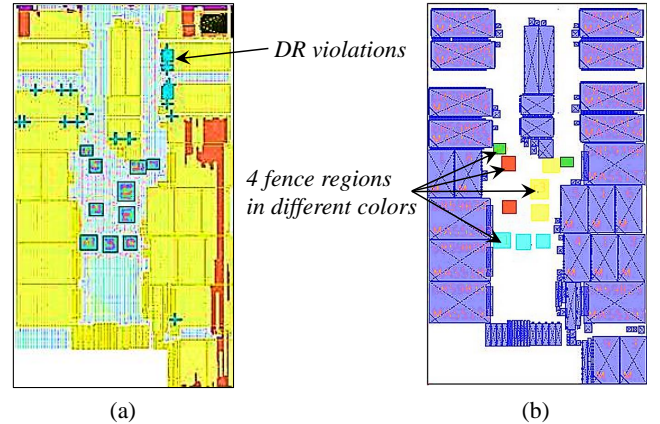 DR violations
4 fence regions
in different colors
(a)
(b)